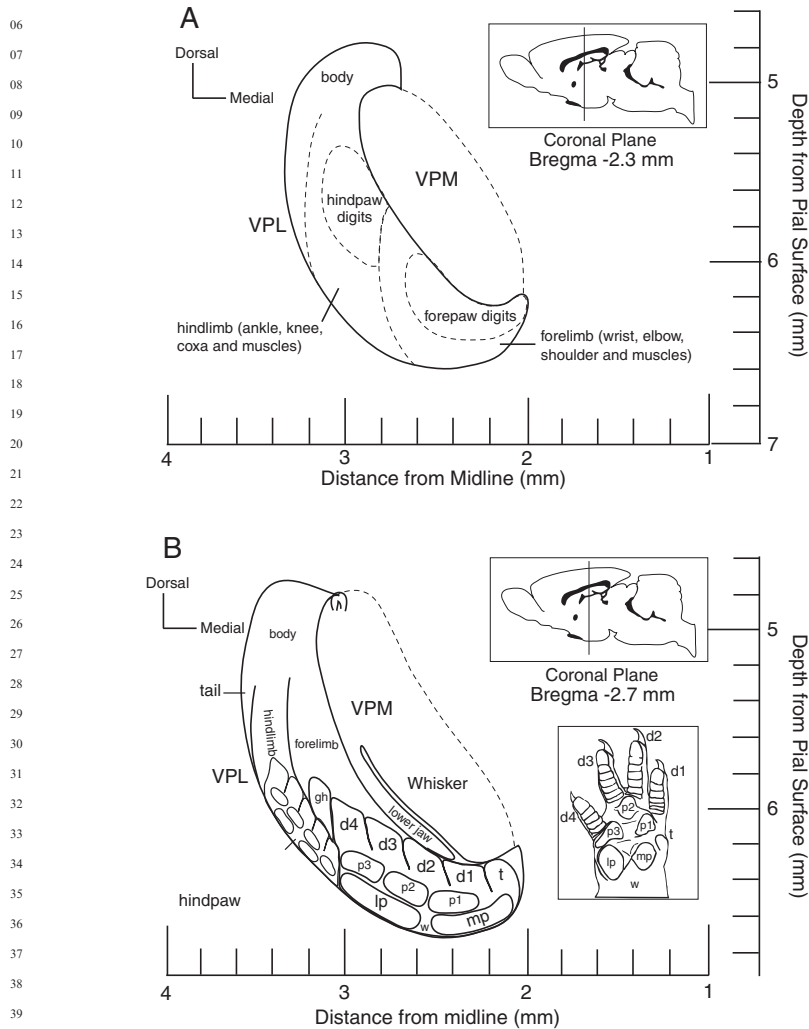 06
07
08
09
10
11
12
13
14
15
16
17
18
19
20
21
22
23
24
25
26
27
28
29
30
31
32
33
34
35
36
37
38
39
A
Dorsal
Medial
body
VPM
hindpaw
digits
VPL
forepaw digits
hindlimb (ankle, knee,
coxa and muscles)
forelimb (wrist, elbow,
shoulder and muscles)
Coronal Plane
Bregma -2.3 mm
5
6
7
Depth from Pial Surface (mm)
4
3
2
1
Distance from Midline (mm)
B
Dorsal
Medial
body
tail
VPM
hindlimb
forelimb
VPL
Whisker
lower jaw
gh
d4
d3
d2
d1
t
p3
p2
p1
lp
w
mp
hindpaw
Coronal Plane
Bregma -2.7 mm
d2
d3
d1
d4
p2
p3
p1
t
lp
mp
w
5
6
Depth from Pial Surface (mm)
4
3
2
1
Distance from midline (mm)